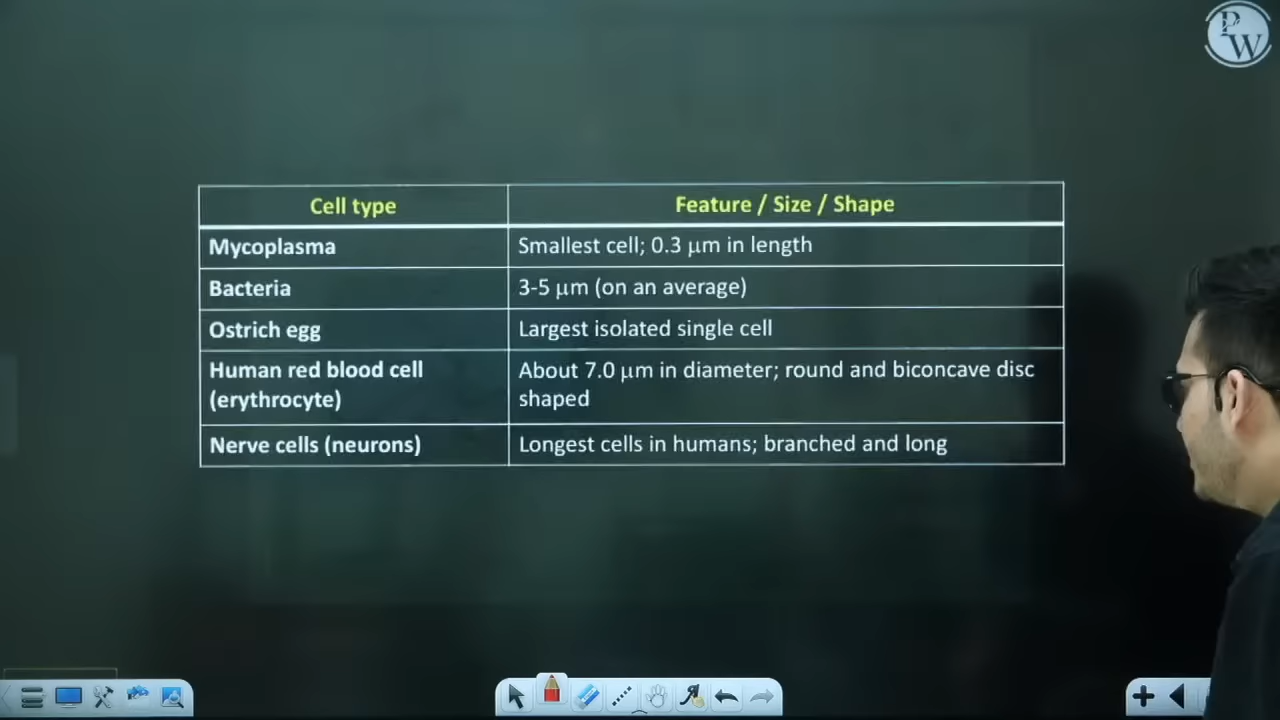 PW
Cell type Feature / Size / Shape
Mycoplasma Smallest cell; 0.3 μm in length
Bacteria 3-5 μm (on an average)
Ostrich egg Largest isolated single cell
Human red blood cell About 7.0 μm in diameter; round and biconcave disc
(erythrocyte) shaped
Nerve cells (neurons) Longest cells in humans; branched and long